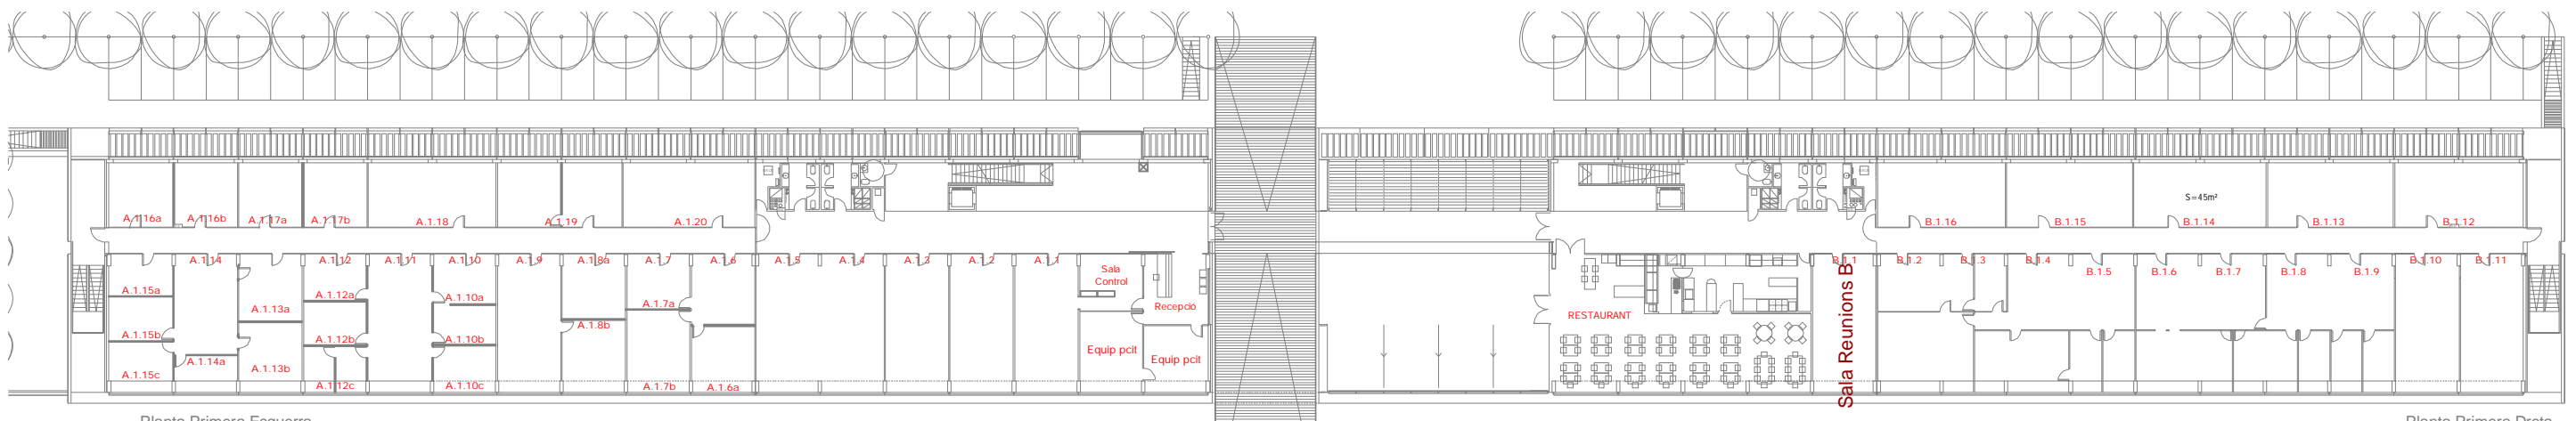 A.1.16a
A.1.16b
A.1.17a
A.1.17b
A.1.18
A.1.19
A.1.20
S=45m²
B.1.16
B.1.15
B.1.14
B.1.13
B.1.12
A.1.14
A.1.12
A.1.11
A.1.10
A.1.9
A.1.8a
A.1.7
A.1.6
A.1.5
A.1.4
A.1.3
A.1.2
A.1.1
Sala
Control
B.1.1
B.1.2
B.1.3
B.1.4
B.1.5
B.1.6
B.1.7
B.1.8
B.1.9
B.1.10
B.1.11
A.1.15a
A.1.13a
A.1.12a
A.1.10a
A.1.7a
Recepció
RESTAURANT
Sala Reunions B
A.1.15b
A.1.12b
A.1.10b
A.1.8b
Equip pcit
Equip pcit
A.1.14a
A.1.13b
A.1.15c
A.1.12c
A.1.10c
A.1.7b
A.1.6a
Planta Primera Esquerra
Planta Primera Dreta